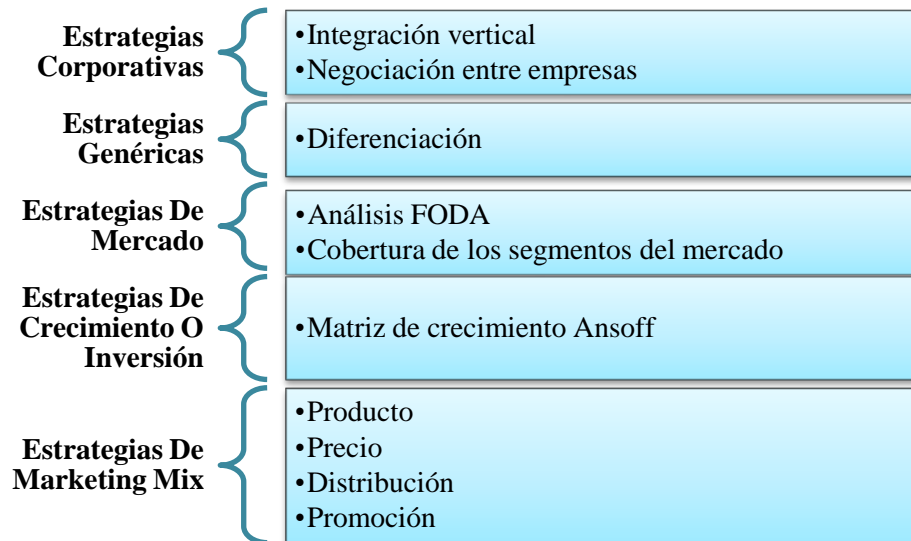 Estrategias
Corporativas
•Integración vertical
•Negociación entre empresas
Estrategias
Genéricas
•Diferenciación
Estrategias De
Mercado
•Análisis FODA
•Cobertura de los segmentos del mercado
Estrategias De
Crecimiento O
Inversión
•Matriz de crecimiento Ansoff
Estrategias De
Marketing Mix
•Producto
•Precio
•Distribución
•Promoción